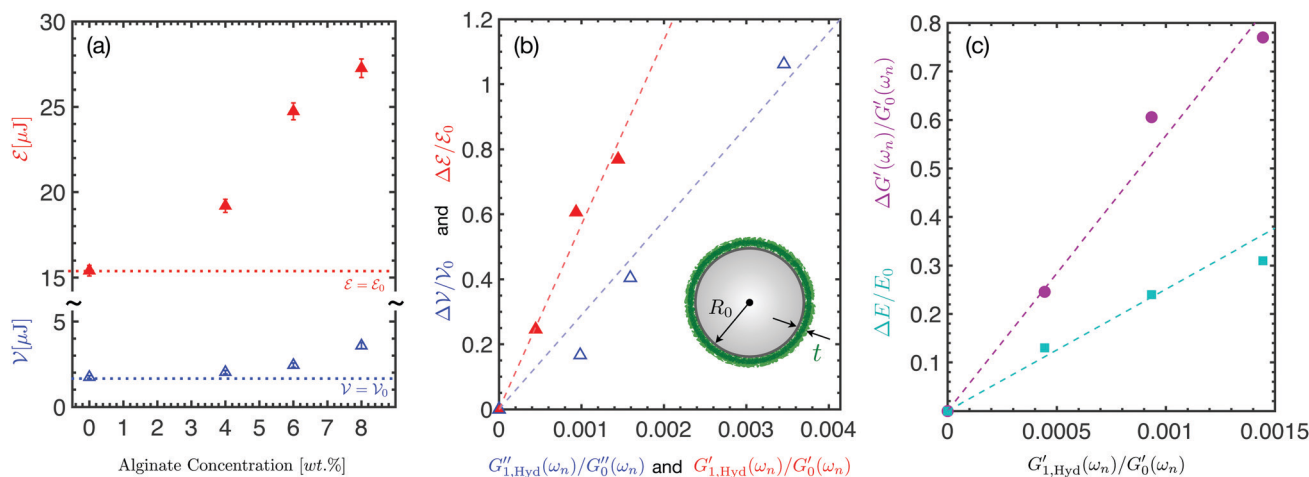 (a)
30
25
20
15
5
0
ℰ[μJ]
𝒱[μJ]
ℰ = ℰ₀
𝒱 = 𝒱₀
≈
≈
0 1 2 3 4 5 6 7 8
Alginate Concentration [wt.%]
(b)
1.2
1
0.8
0.6
0.4
0.2
0
Δ𝒱/𝒱₀ and Δℰ/ℰ₀
R₀
t
0 0.001 0.002 0.003 0.004
G″₁,Hyd(ωₙ)/G″₀(ωₙ) and G′₁,Hyd(ωₙ)/G′₀(ωₙ)
(c)
0.8
0.6
0.4
0.3
0.2
0.1
0
ΔE/E₀ ΔG′(ωₙ)/G′₀(ωₙ)
0 0.0005 0.001 0.0015
G′₁,Hyd(ωₙ)/G′₀(ωₙ)